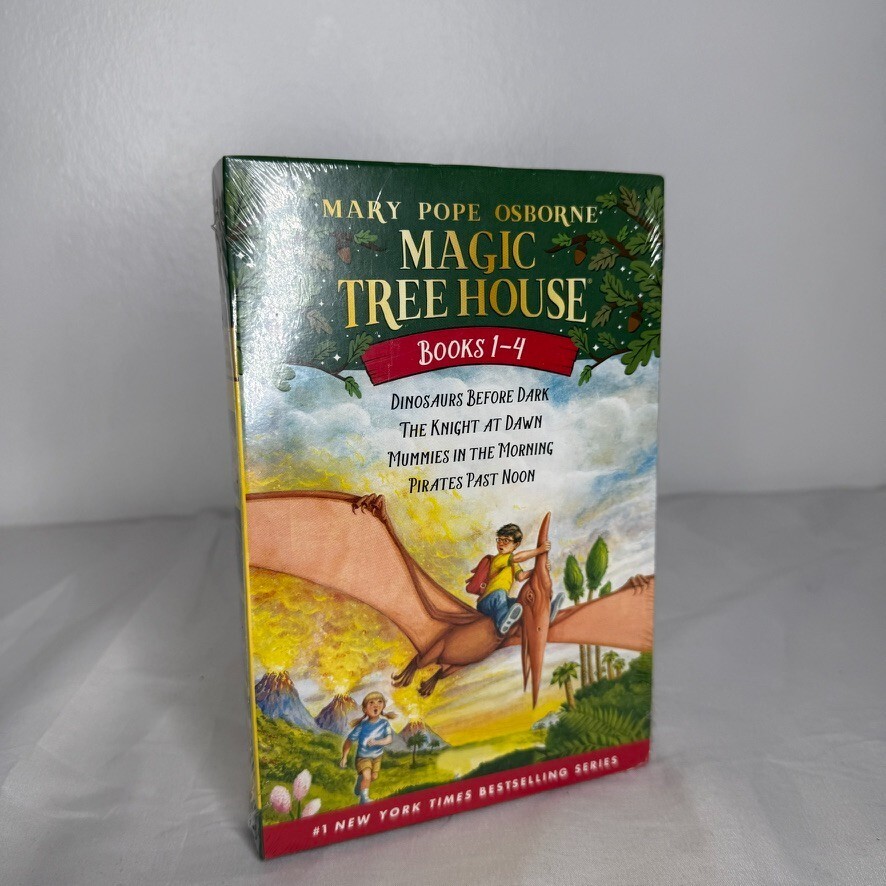 MARY POPE OSBORNE
MAGIC
TREE HOUSE®
BOOKS 1–4
DINOSAURS BEFORE DARK
THE KNIGHT AT DAWN
MUMMIES IN THE MORNING
PIRATES PAST NOON
#1 NEW YORK TIMES BESTSELLING SERIES